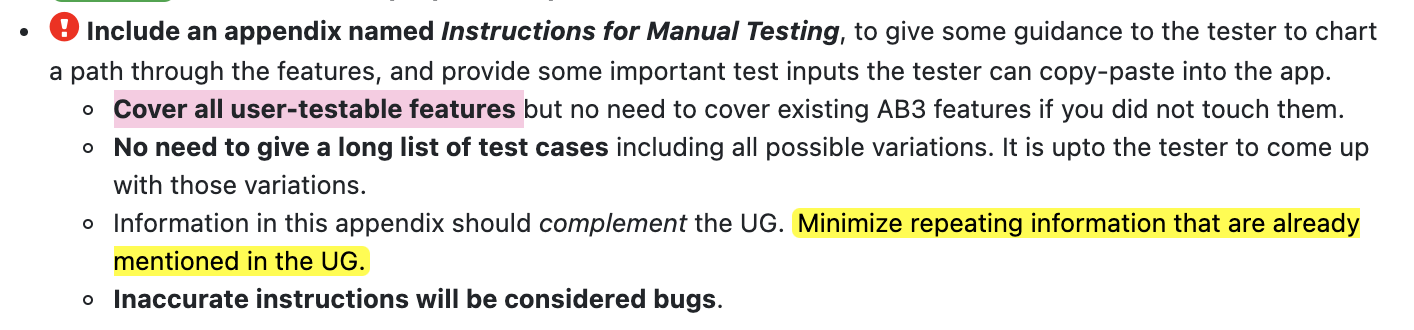 Include an appendix named Instructions for Manual Testing, to give some guidance to the tester to chart
a path through the features, and provide some important test inputs the tester can copy-paste into the app.
Cover all user-testable features but no need to cover existing AB3 features if you did not touch them.
No need to give a long list of test cases including all possible variations. It is upto the tester to come up
with those variations.
Information in this appendix should complement the UG. Minimize repeating information that are already
mentioned in the UG.
Inaccurate instructions will be considered bugs.